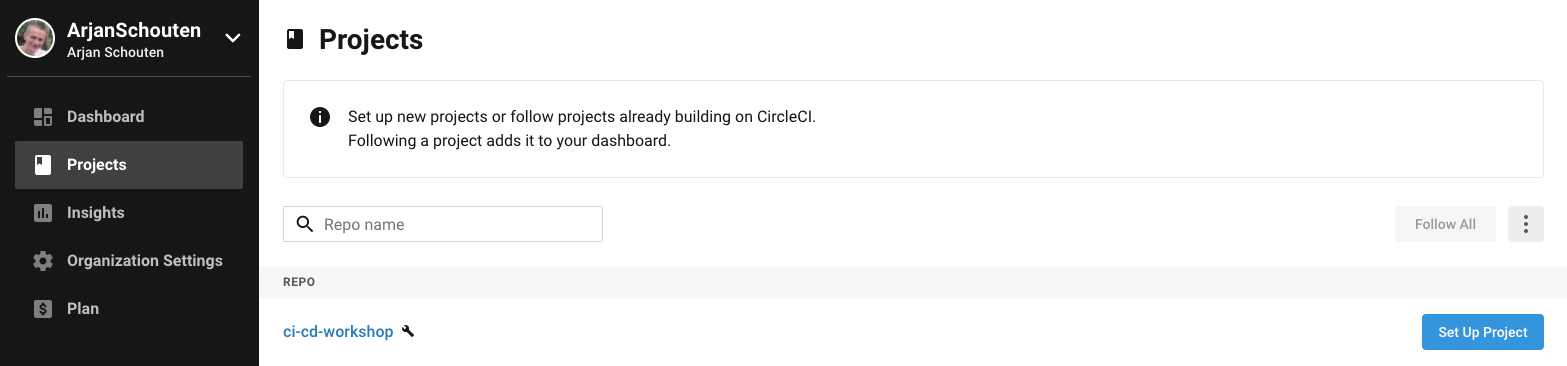 ArjanSchouten
Arjan Schouten
Dashboard
Projects
Insights
Organization Settings
Plan
Projects
Set up new projects or follow projects already building on CircleCI.
Following a project adds it to your dashboard.
Repo name
Follow All
REPO
ci-cd-workshop
Set Up Project